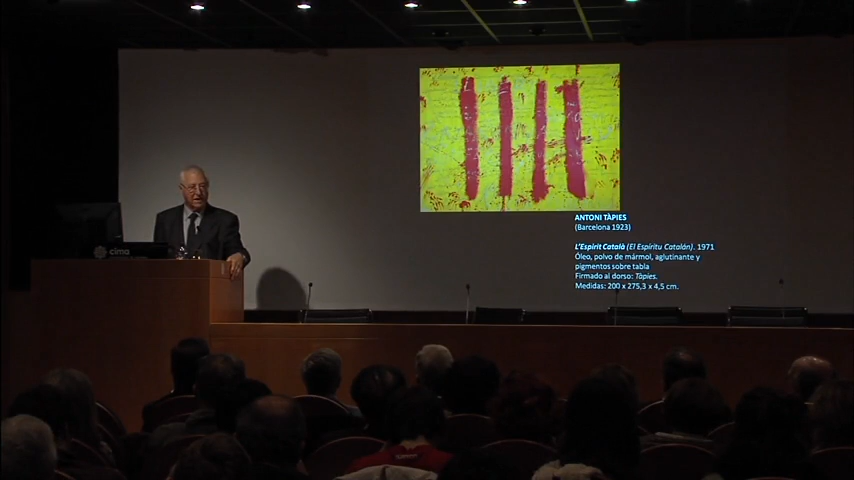 cima
ANTONI TÀPIES
(Barcelona 1923)
L'Espirit Català (El Espíritu Catalán). 1971
Óleo, polvo de mármol, aglutinante y
pigmentos sobre tabla
Firmado al dorso: Tàpies.
Medidas: 200 x 275,3 x 4,5 cm.